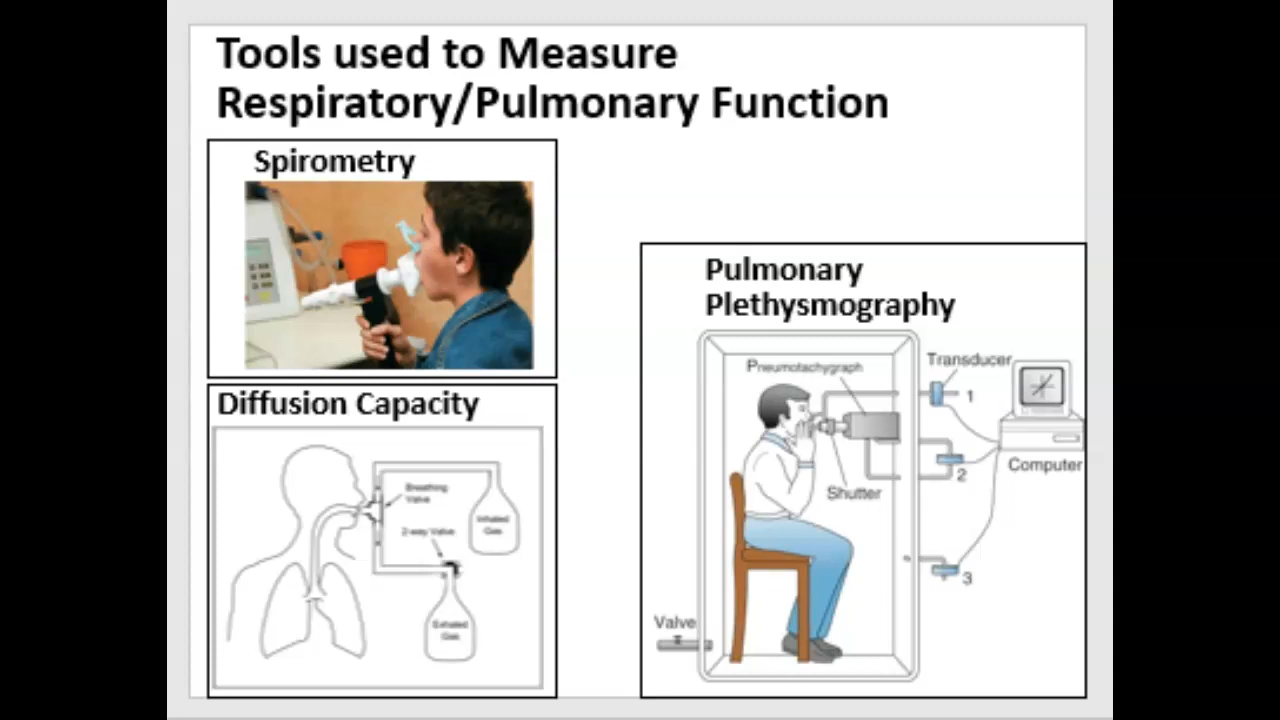 Tools used to Measure
Respiratory/Pulmonary Function
Spirometry
Diffusion Capacity
Breathing
Valve
Inhaled
Gas
2-way Valve
Exhaled
Gas
Pulmonary
Plethysmography
Pneumotachygraph
Transducer
1
2
Computer
Shutter
3
Valve